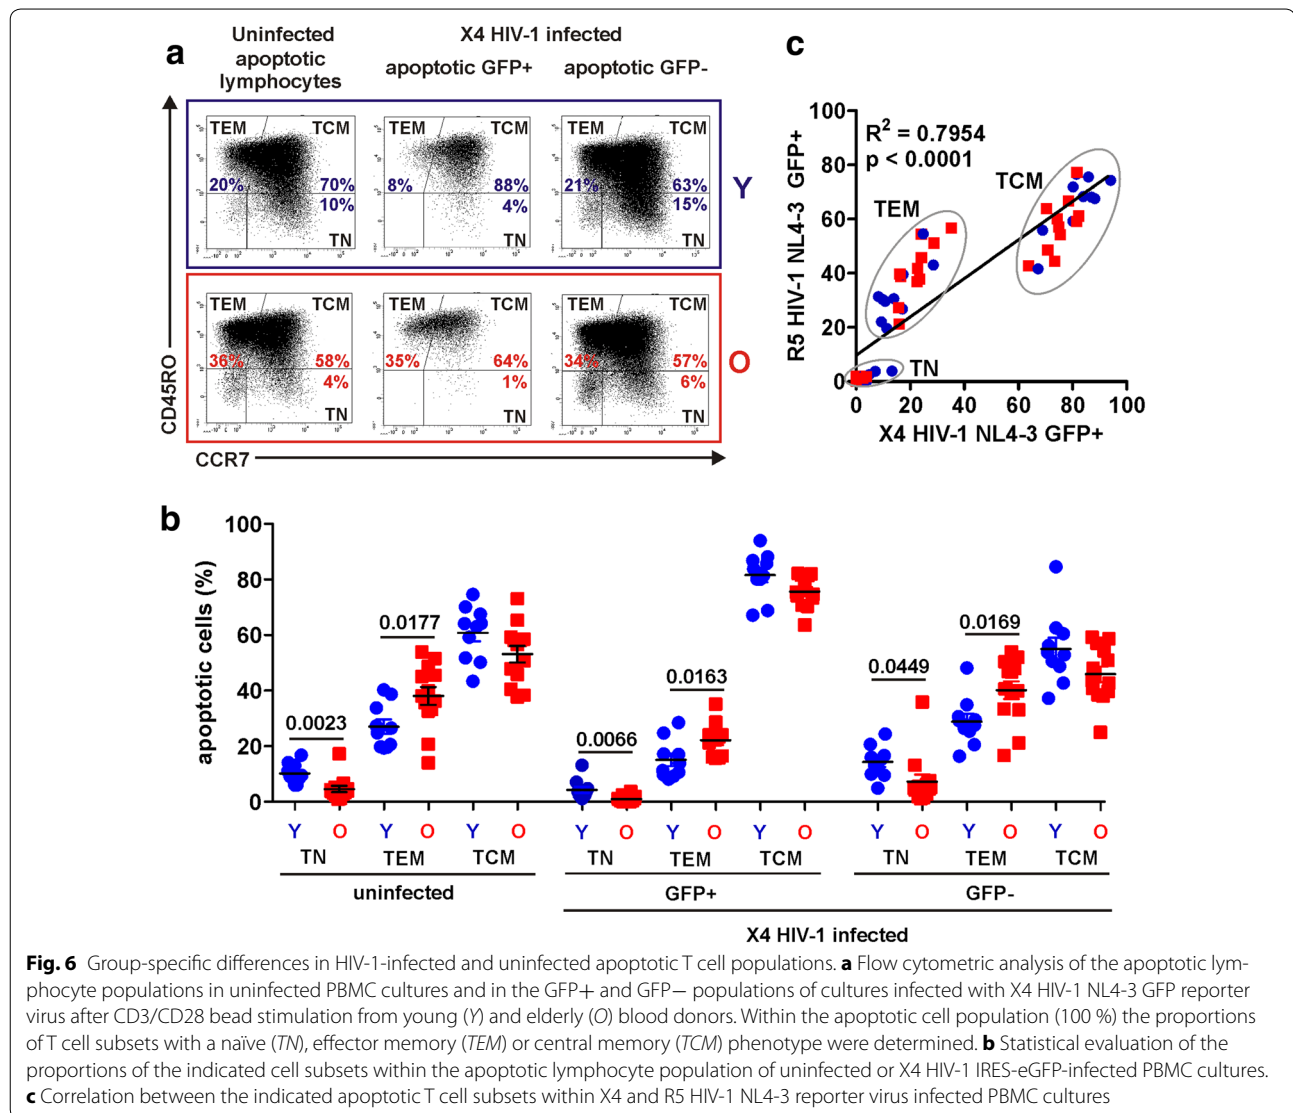 a
Uninfected
apoptotic
lymphocytes
X4 HIV-1 infected
apoptotic GFP+
apoptotic GFP-
TEM TCM
20% 70%
10%
TN
TEM TCM
8% 88%
4%
TN
TEM TCM
21% 63%
15%
TN
Y
TEM TCM
36% 58%
4%
TN
TEM TCM
35% 64%
1%
TN
TEM TCM
34% 57%
6%
TN
O
CD45RO
CCR7
c
R² = 0.7954
p < 0.0001
TCM
TEM
TN
100
80
60
40
20
0
0 20 40 60 80 100
R5 HIV-1 NL4-3 GFP+
X4 HIV-1 NL4-3 GFP+
b
apoptotic cells (%)
100
80
60
40
20
0
0.0023
0.0177
0.0066
0.0163
0.0449
0.0169
Y O Y O Y O Y O Y O Y O Y O Y O Y O
TN TEM TCM TN TEM TCM TN TEM TCM
uninfected GFP+ GFP-
X4 HIV-1 infected
Fig. 6 Group-specific differences in HIV-1-infected and uninfected apoptotic T cell populations. a Flow cytometric analysis of the apoptotic lym-
phocyte populations in uninfected PBMC cultures and in the GFP+ and GFP− populations of cultures infected with X4 HIV-1 NL4-3 GFP reporter
virus after CD3/CD28 bead stimulation from young (Y) and elderly (O) blood donors. Within the apoptotic cell population (100 %) the proportions
of T cell subsets with a naïve (TN), effector memory (TEM) or central memory (TCM) phenotype were determined. b Statistical evaluation of the
proportions of the indicated cell subsets within the apoptotic lymphocyte population of uninfected or X4 HIV-1 IRES-eGFP-infected PBMC cultures.
c Correlation between the indicated apoptotic T cell subsets within X4 and R5 HIV-1 NL4-3 reporter virus infected PBMC cultures